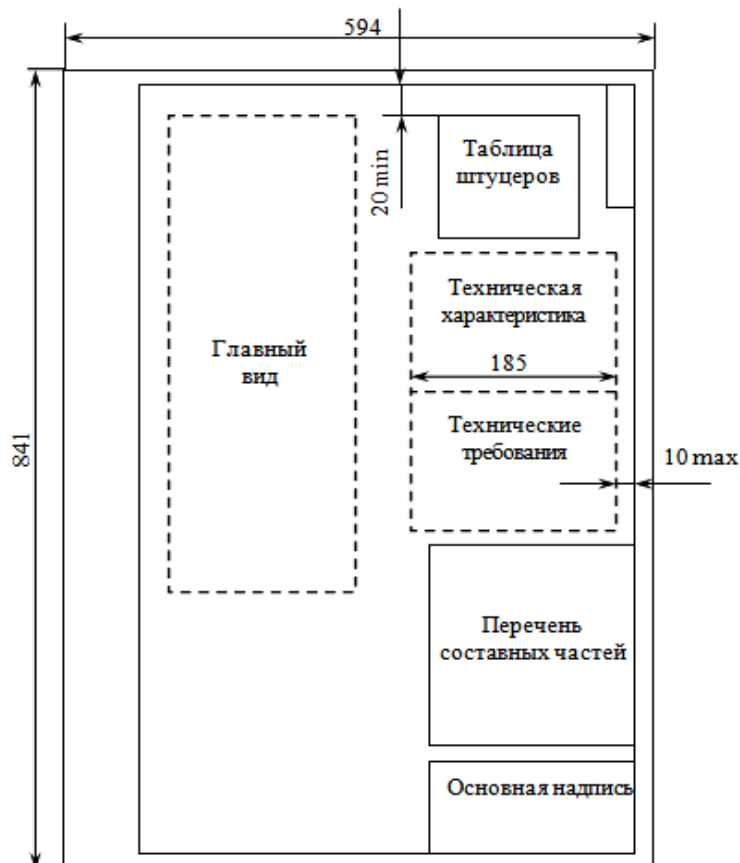 594
20 min
Таблица
штуцеров
Техническая
характеристика
Главный
вид
185
Технические
требования
841
10 max
Перечень
составных частей
Основная надпись